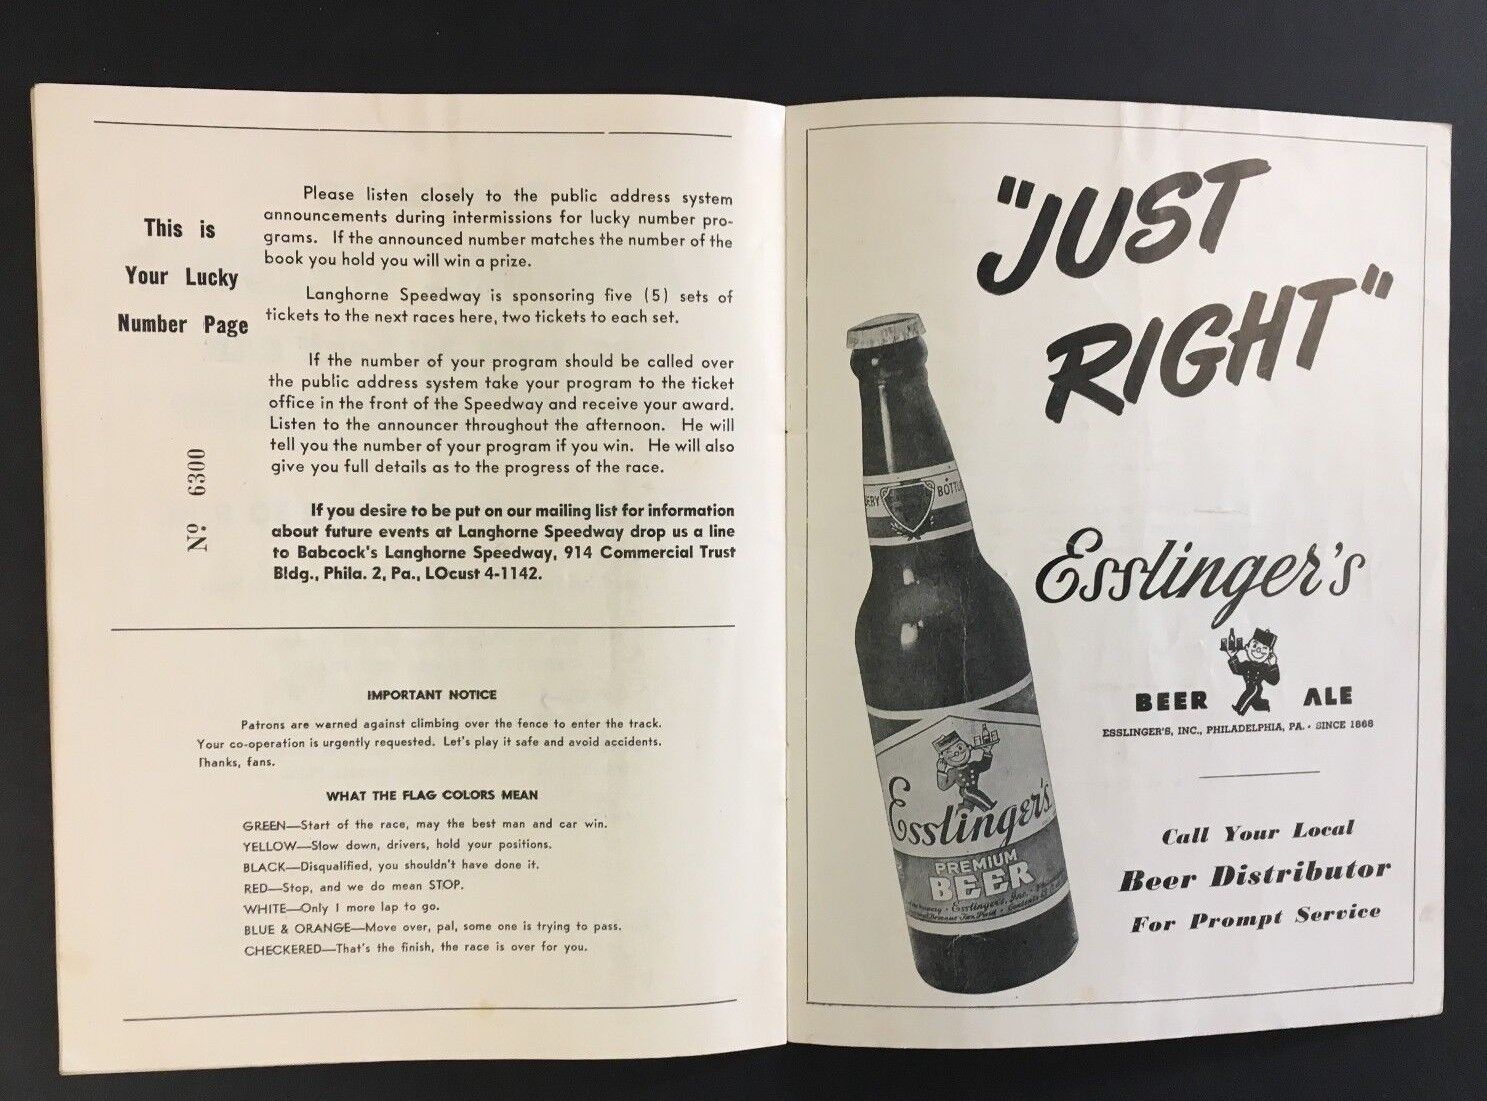 This is
Your Lucky
Number Page
Nº 6300
Please listen closely to the public address system
announcements during intermissions for lucky number pro-
grams. If the announced number matches the number of the
book you hold you will win a prize.
Langhorne Speedway is sponsoring five (5) sets of
tickets to the next races here, two tickets to each set.
If the number of your program should be called over
the public address system take your program to the ticket
office in the front of the Speedway and receive your award.
Listen to the announcer throughout the afternoon. He will
tell you the number of your program if you win. He will also
give you full details as to the progress of the race.
If you desire to be put on our mailing list for information
about future events at Langhorne Speedway drop us a line
to Babcock's Langhorne Speedway, 914 Commercial Trust
Bldg., Phila. 2, Pa., LOcust 4-1142.
IMPORTANT NOTICE
Patrons are warned against climbing over the fence to enter the track.
Your co-operation is urgently requested. Let's play it safe and avoid accidents.
Thanks, fans.
WHAT THE FLAG COLORS MEAN
GREEN—Start of the race, may the best man and car win.
YELLOW—Slow down, drivers, hold your positions.
BLACK—Disqualified, you shouldn't have done it.
RED—Stop, and we do mean STOP.
WHITE—Only 1 more lap to go.
BLUE & ORANGE—Move over, pal, some one is trying to pass.
CHECKERED—That's the finish, the race is over for you.
"JUST
RIGHT"
Esslinger's
BEER ALE
ESSLINGER'S, INC., PHILADELPHIA, PA. · SINCE 1868
Call Your Local
Beer Distributor
For Prompt Service
Esslinger's
PREMIUM
BEER
Esslinger's, Inc.